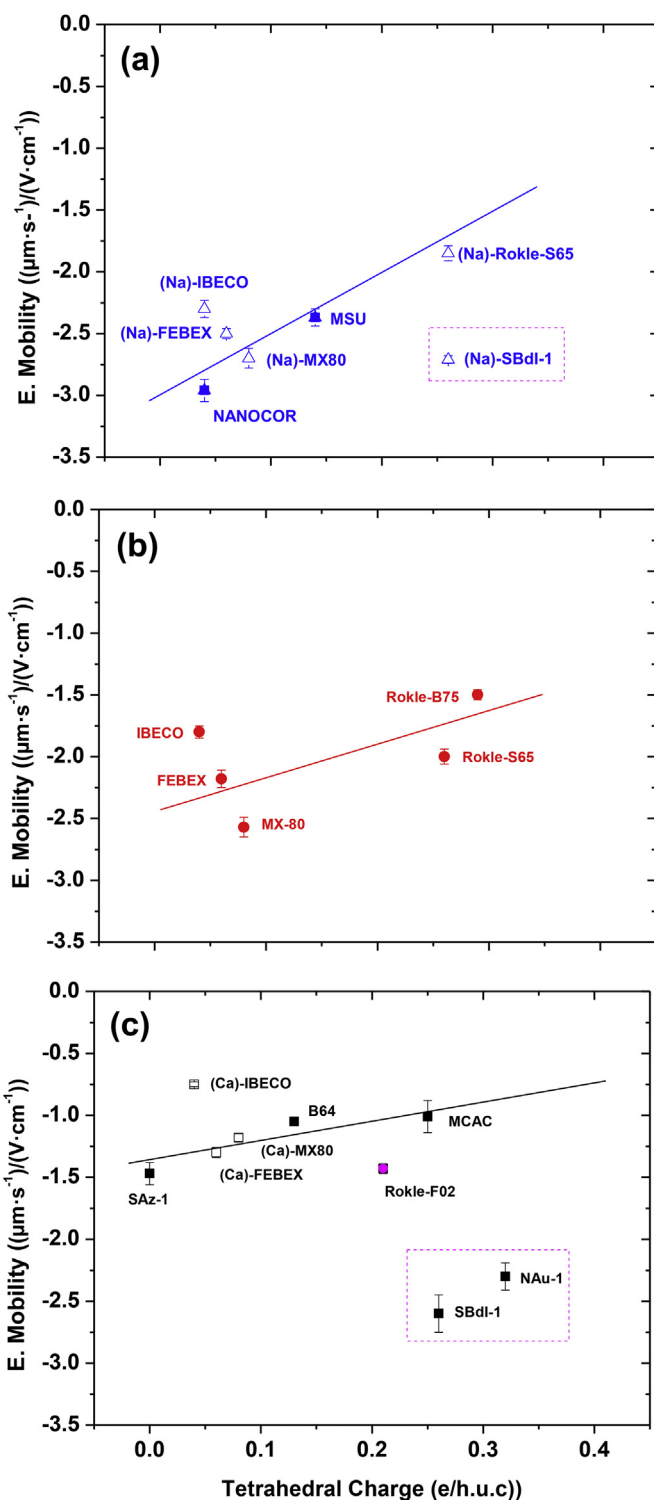 (a)
0.0
-0.5
-1.0
-1.5
-2.0
-2.5
-3.0
-3.5
E. Mobility ((µm·s-¹)/(V·cm⁻¹))
(Na)-IBECO
(Na)-Rokle-S65
MSU
(Na)-FEBEX
(Na)-MX80
(Na)-SBdl-1
NANOCOR
(b)
0.0
-0.5
-1.0
-1.5
-2.0
-2.5
-3.0
-3.5
E. Mobility ((µm·s⁻¹)/(V·cm⁻¹))
Rokle-B75
IBECO
Rokle-S65
FEBEX
MX-80
(c)
0.0
-0.5
-1.0
-1.5
-2.0
-2.5
-3.0
-3.5
E. Mobility ((µm·s⁻¹)/(V·cm⁻¹))
(Ca)-IBECO
B64
MCAC
(Ca)-MX80
(Ca)-FEBEX
SAz-1
Rokle-F02
NAu-1
SBdl-1
0.0 0.1 0.2 0.3 0.4
Tetrahedral Charge (e/h.u.c))